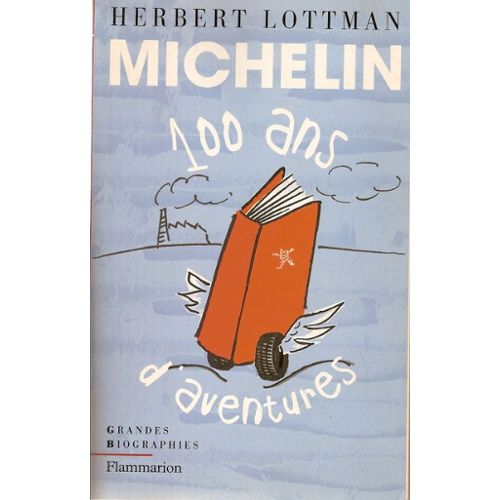 HERBERT LOTTMAN
MICHELIN
100 ans
d'aventures
GRANDES
BIOGRAPHIES
Flammarion